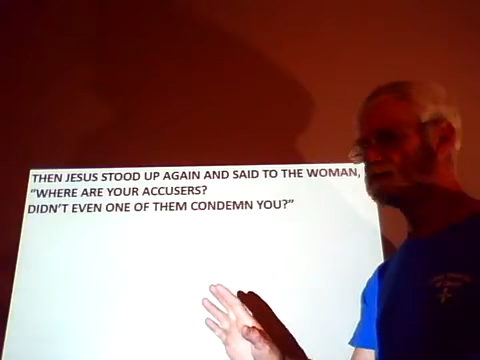 THEN JESUS STOOD UP AGAIN AND SAID TO THE WOMAN,
"WHERE ARE YOUR ACCUSERS?
DIDN'T EVEN ONE OF THEM CONDEMN YOU?"